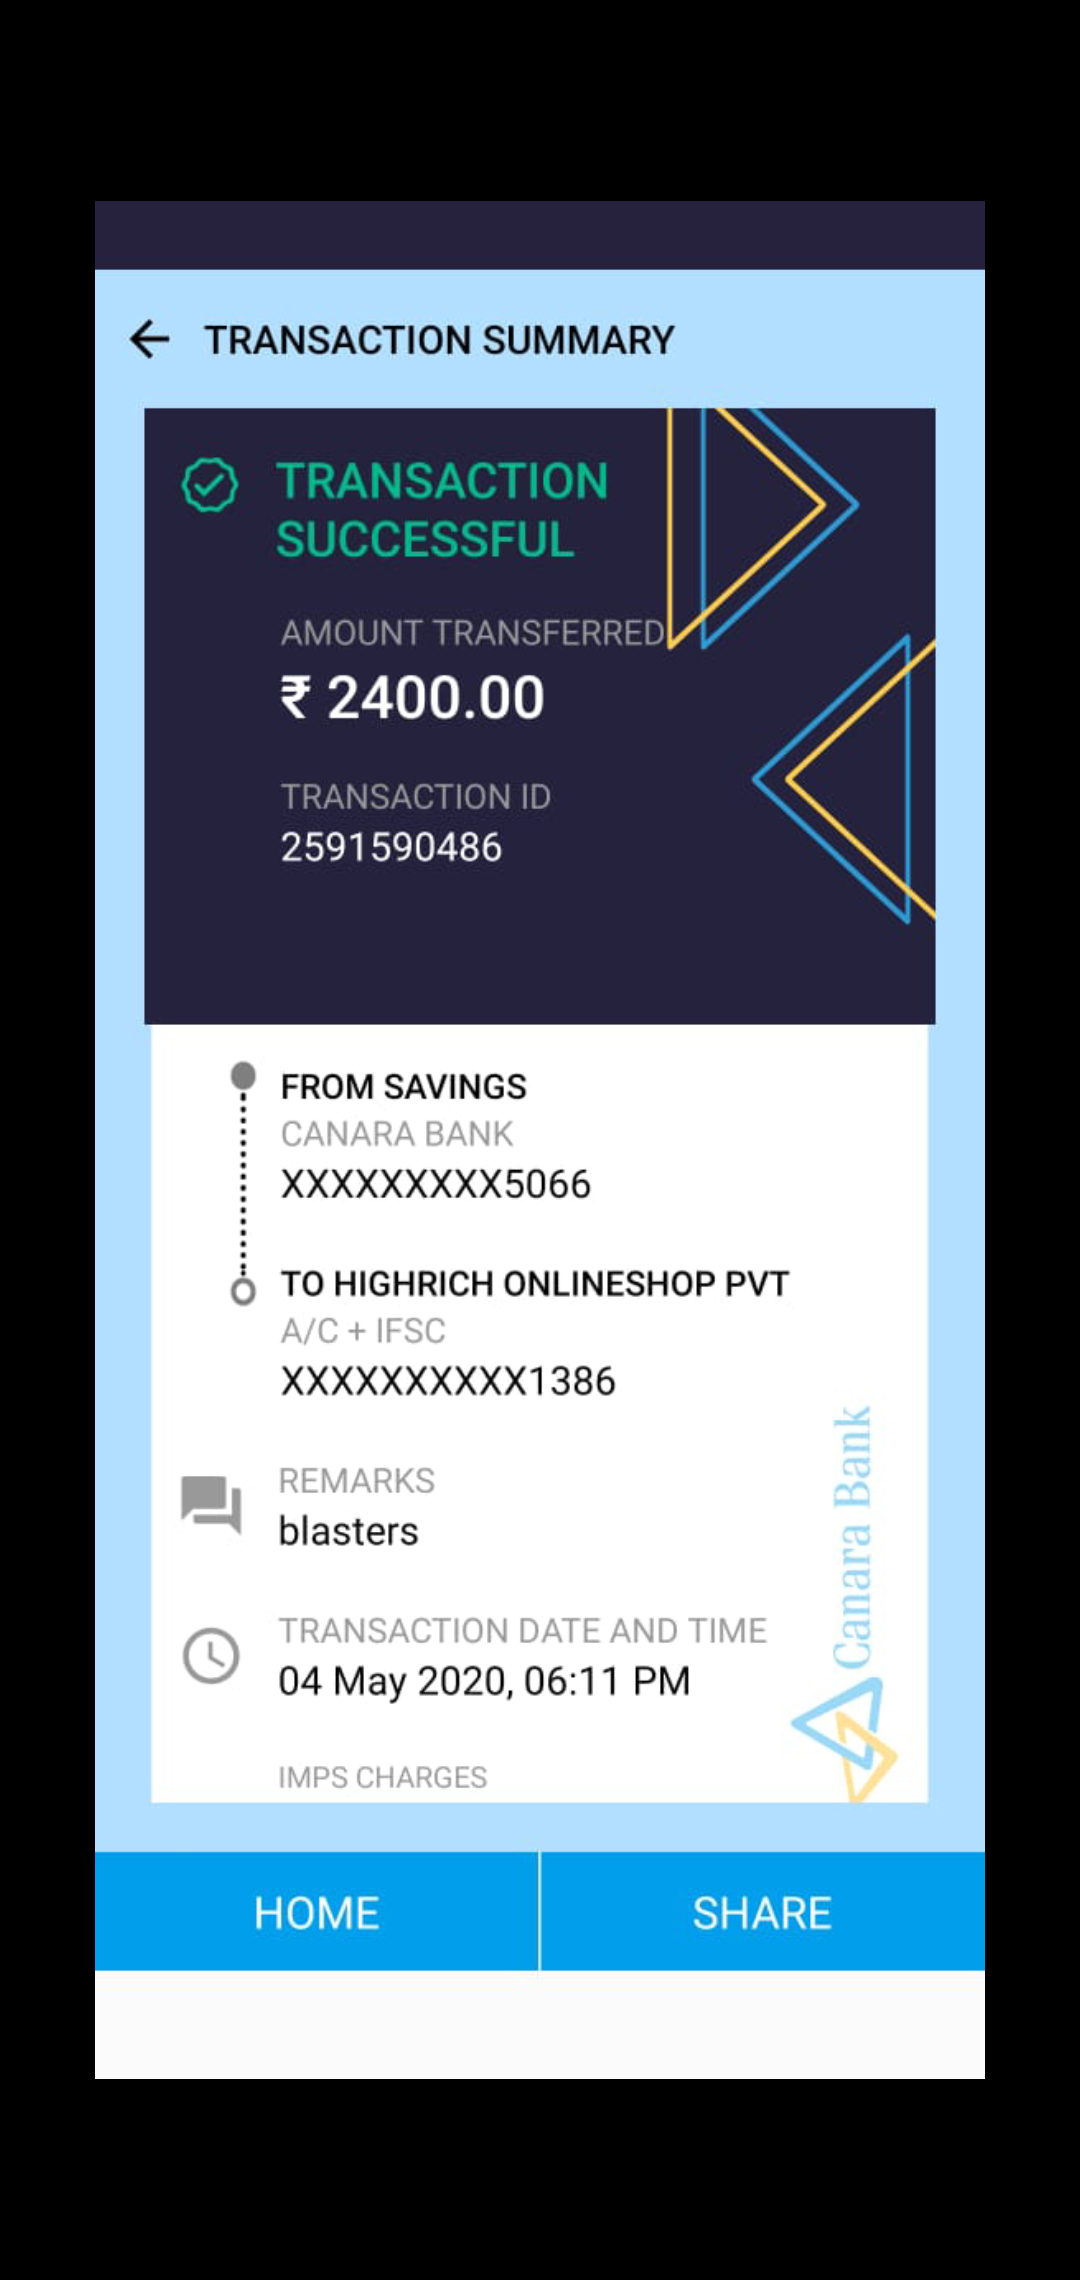 TRANSACTION SUMMARY
TRANSACTION
SUCCESSFUL
AMOUNT TRANSFERRED
₹ 2400.00
TRANSACTION ID
2591590486
FROM SAVINGS
CANARA BANK
XXXXXXXXX5066
TO HIGHRICH ONLINESHOP PVT
A/C + IFSC
XXXXXXXXXX1386
REMARKS
blasters
TRANSACTION DATE AND TIME
04 May 2020, 06:11 PM
IMPS CHARGES
Canara Bank
HOME
SHARE